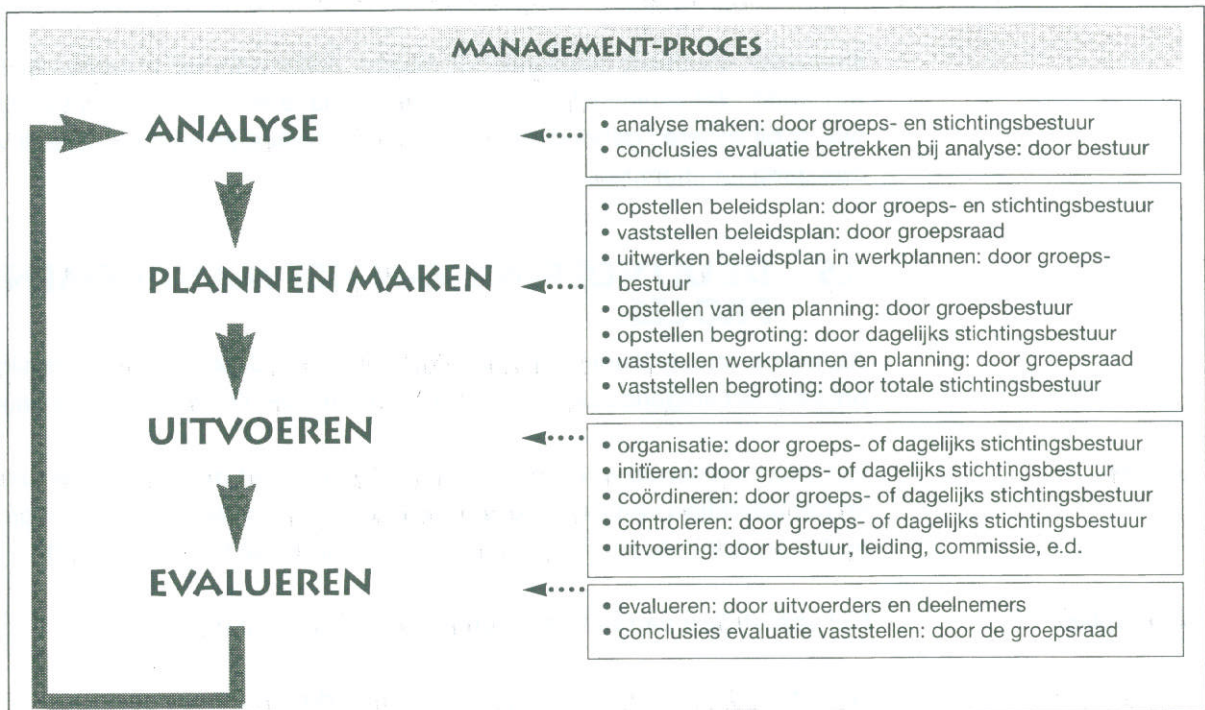 MANAGEMENT-PROCES
ANALYSE
• analyse maken: door groeps- en stichtingsbestuur
• conclusies evaluatie betrekken bij analyse: door bestuur
PLANNEN MAKEN
• opstellen beleidsplan: door groeps- en stichtingsbestuur
• vaststellen beleidsplan: door groepsraad
• uitwerken beleidsplan in werkplannen: door groeps-
bestuur
• opstellen van een planning: door groepsbestuur
• opstellen begroting: door dagelijks stichtingsbestuur
• vaststellen werkplannen en planning: door groepsraad
• vaststellen begroting: door totale stichtingsbestuur
UITVOEREN
• organisatie: door groeps- of dagelijks stichtingsbestuur
• initïeren: door groeps- of dagelijks stichtingsbestuur
• coördineren: door groeps- of dagelijks stichtingsbestuur
• controleren: door groeps- of dagelijks stichtingsbestuur
• uitvoering: door bestuur, leiding, commissie, e.d.
EVALUEREN
• evalueren: door uitvoerders en deelnemers
• conclusies evaluatie vaststellen: door de groepsraad